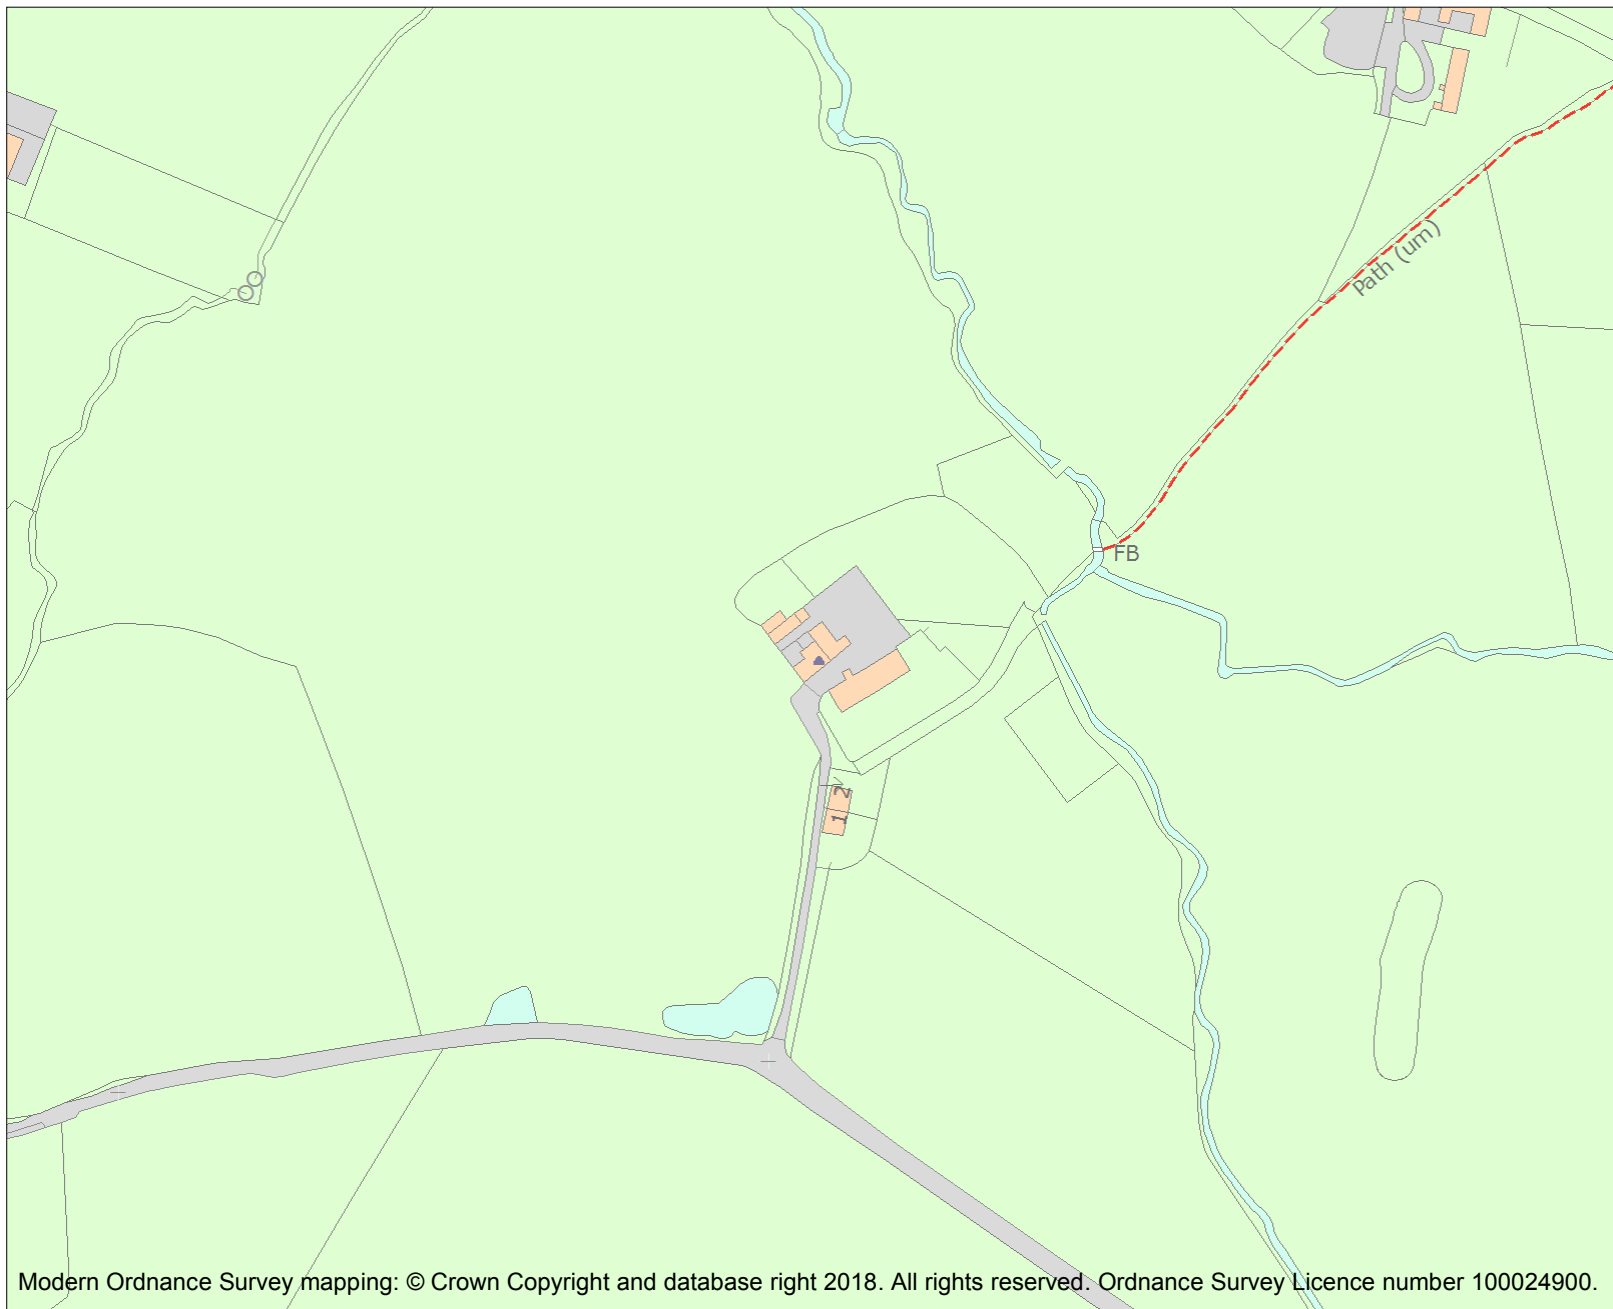 Path (um)
FB
2
1
Modern Ordnance Survey mapping: © Crown Copyright and database right 2018. All rights reserved. Ordnance Survey Licence number 100024900.